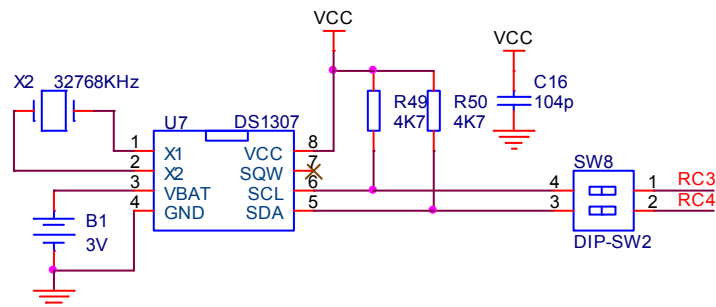 VCC
VCC
X2 32768KHz
C16
104p
U7 DS1307
R49
4K7
R50
4K7
1 X1 VCC 8
2 X2 SQW 7
3 VBAT SCL 6
4 GND SDA 5
B1
3V
SW8
4 1 RC3
3 2 RC4
DIP-SW2